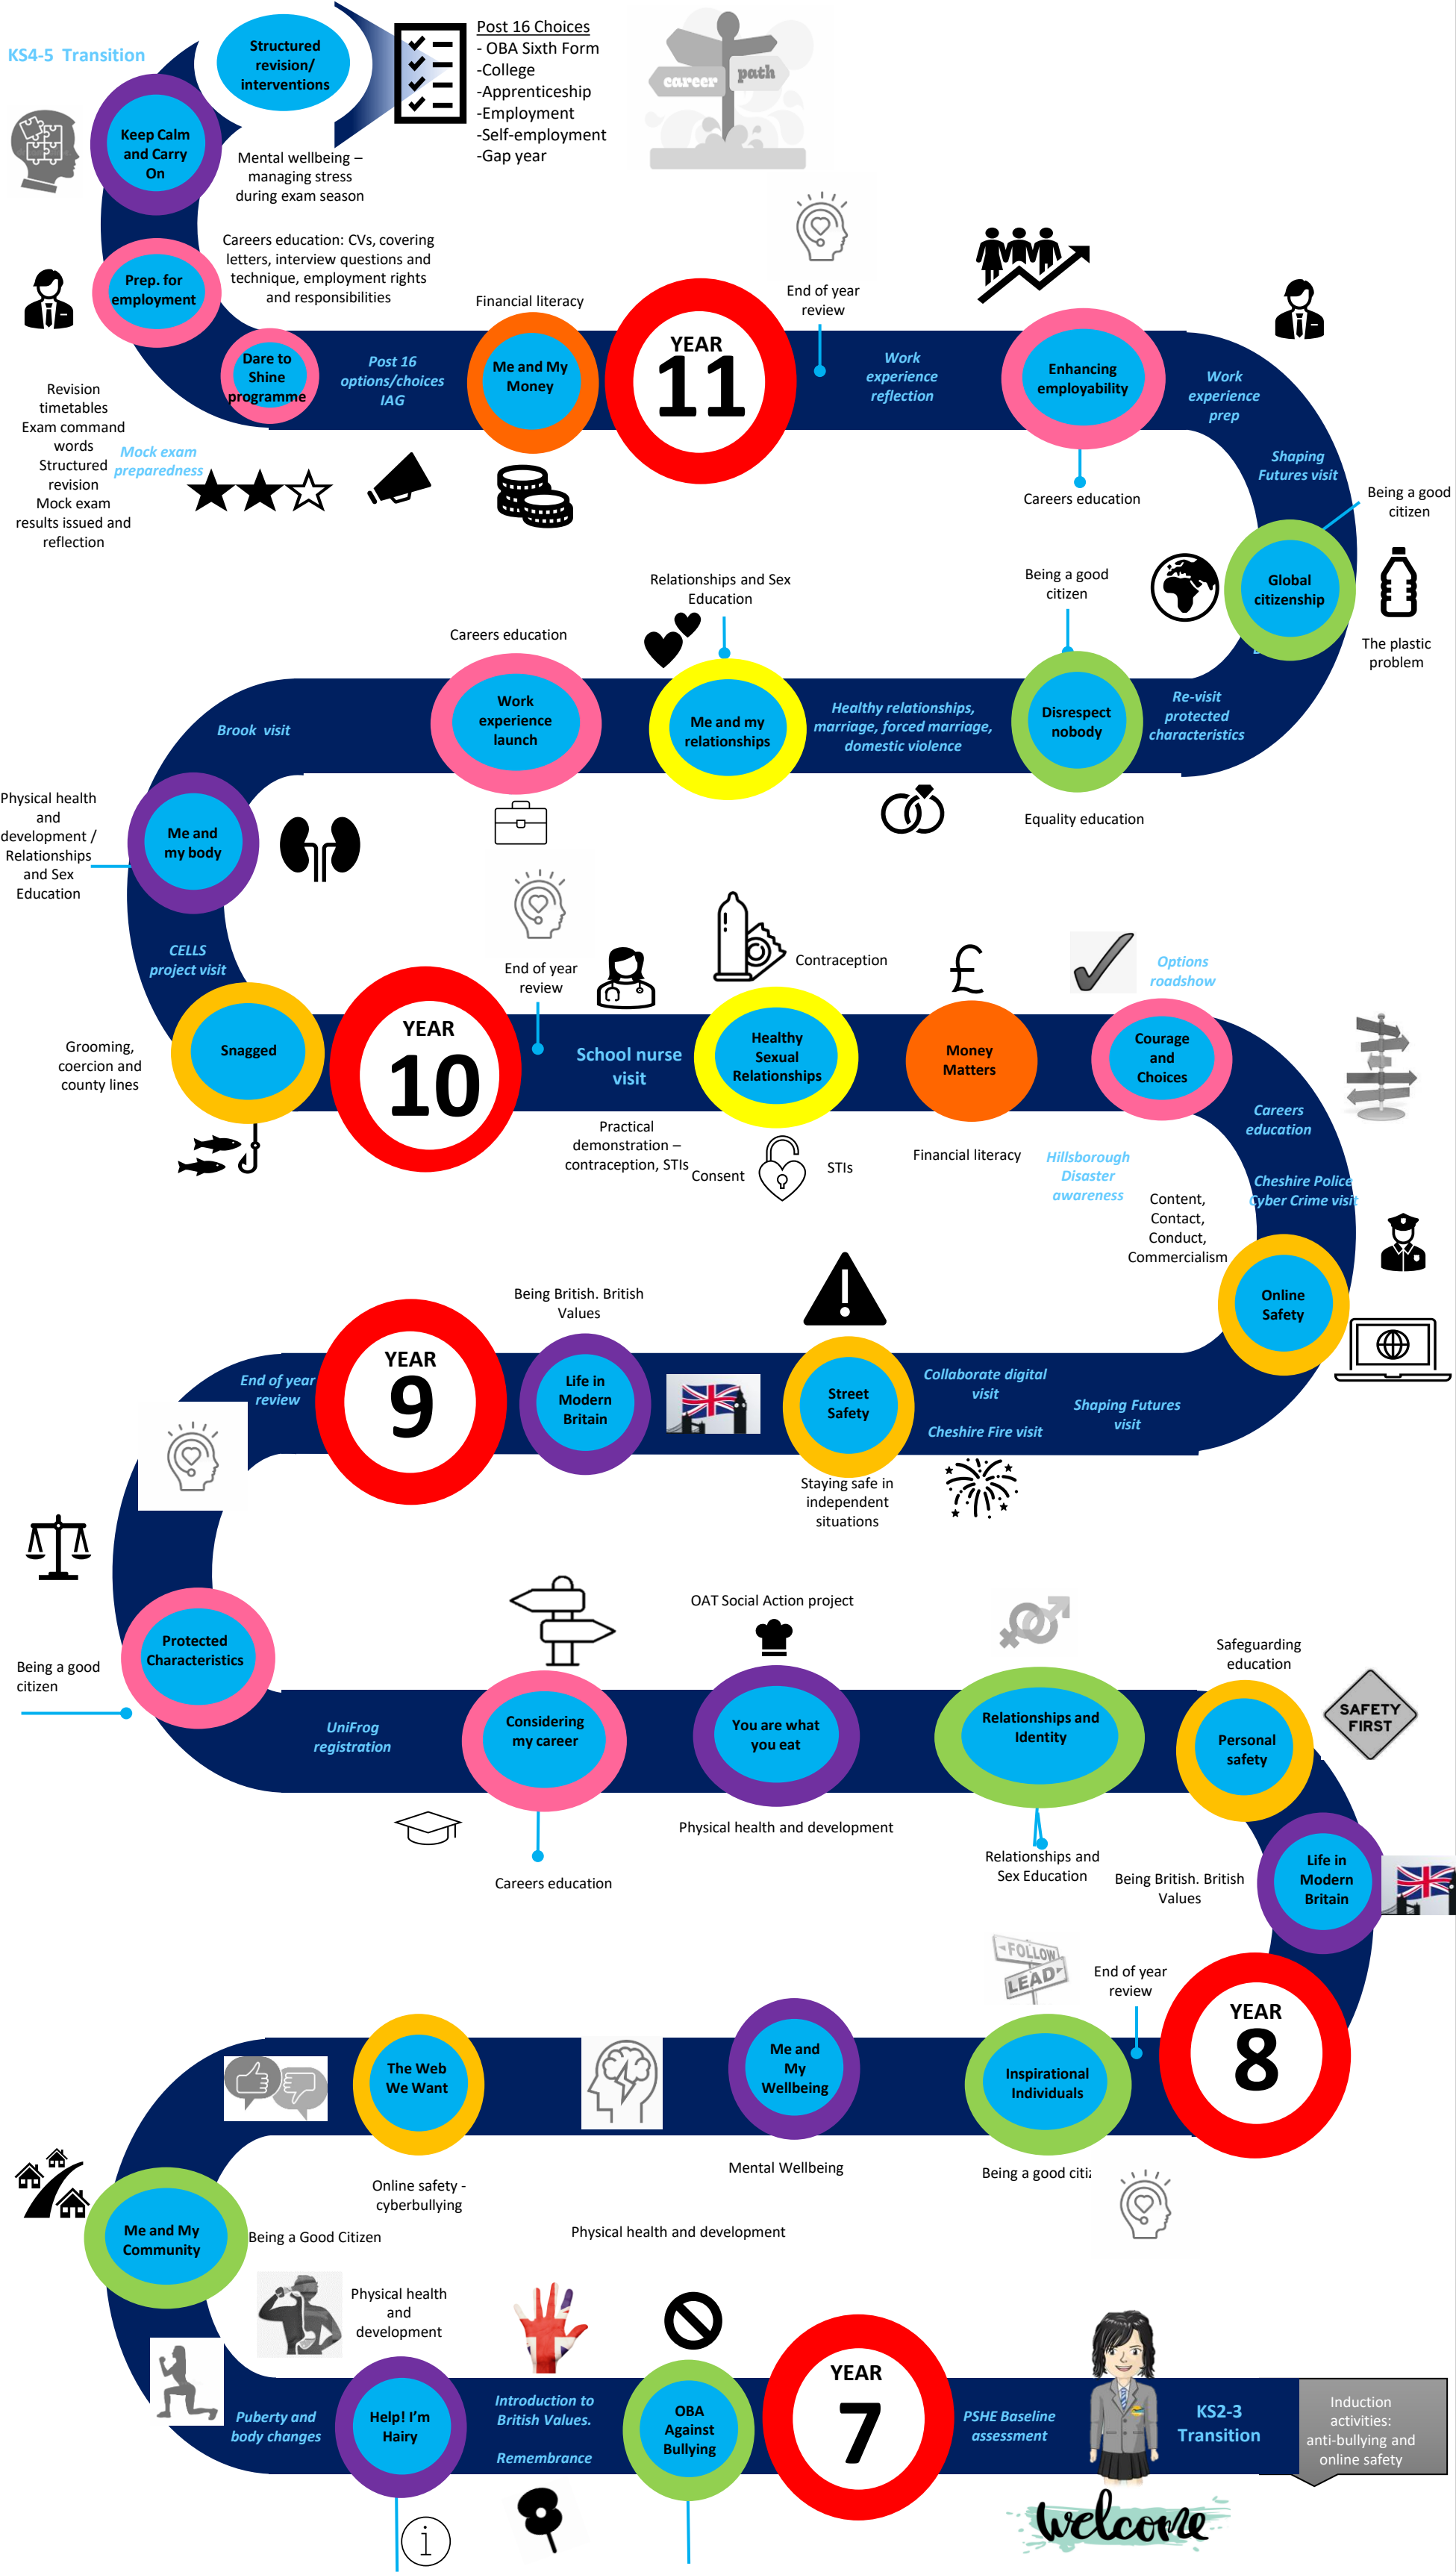 KS4-5 Transition
Structured
revision/
interventions
Post 16 Choices
- OBA Sixth Form
-College
-Apprenticeship
-Employment
-Self-employment
-Gap year
career
path
Keep Calm
and Carry
On
Mental wellbeing –
managing stress
during exam season
Careers education: CVs, covering
letters, interview questions and
technique, employment rights
and responsibilities
Prep. for
employment
Financial literacy
End of year
review
Dare to
Shine
programme
Post 16
options/choices
IAG
Me and My
Money
YEAR
11
Work
experience
reflection
Enhancing
employability
Work
experience
prep
Revision
timetables
Exam command
words
Structured
revision
Mock exam
results issued and
reflection
Mock exam
preparedness
Careers education
Shaping
Futures visit
Being a good
citizen
Global
citizenship
The plastic
problem
Being a good
citizen
Relationships and Sex
Education
Careers education
Brook visit
Work
experience
launch
Me and my
relationships
Healthy relationships,
marriage, forced marriage,
domestic violence
Disrespect
nobody
Re-visit
protected
characteristics
Equality education
Physical health
and
development /
Relationships
and Sex
Education
Me and
my body
CELLS
project visit
End of year
review
Contraception
£
Options
roadshow
Grooming,
coercion and
county lines
Snagged
YEAR
10
School nurse
visit
Healthy
Sexual
Relationships
Money
Matters
Courage
and
Choices
Practical
demonstration –
contraception, STIs
Consent
STIs
Financial literacy
Hillsborough
Disaster
awareness
Careers
education
Cheshire Police
Cyber Crime visit
Content,
Contact,
Conduct,
Commercialism
Online
Safety
Being British. British
Values
End of year
review
YEAR
9
Life in
Modern
Britain
Street
Safety
Collaborate digital
visit
Cheshire Fire visit
Shaping Futures
visit
Staying safe in
independent
situations
OAT Social Action project
Safeguarding
education
SAFETY
FIRST
Protected
Characteristics
Being a good
citizen
UniFrog
registration
Considering
my career
You are what
you eat
Relationships and
Identity
Personal
safety
Careers education
Physical health and development
Relationships and
Sex Education
Being British. British
Values
Life in
Modern
Britain
FOLLOW
LEAD
End of year
review
YEAR
8
The Web
We Want
Me and
My
Wellbeing
Inspirational
Individuals
Online safety -
cyberbullying
Mental Wellbeing
Being a good citiz
Me and My
Community
Being a Good Citizen
Physical health and development
Physical health
and
development
Puberty and
body changes
Help! I'm
Hairy
Introduction to
British Values.
Remembrance
OBA
Against
Bullying
YEAR
7
PSHE Baseline
assessment
KS2-3
Transition
Induction
activities:
anti-bullying and
online safety
i
welcome